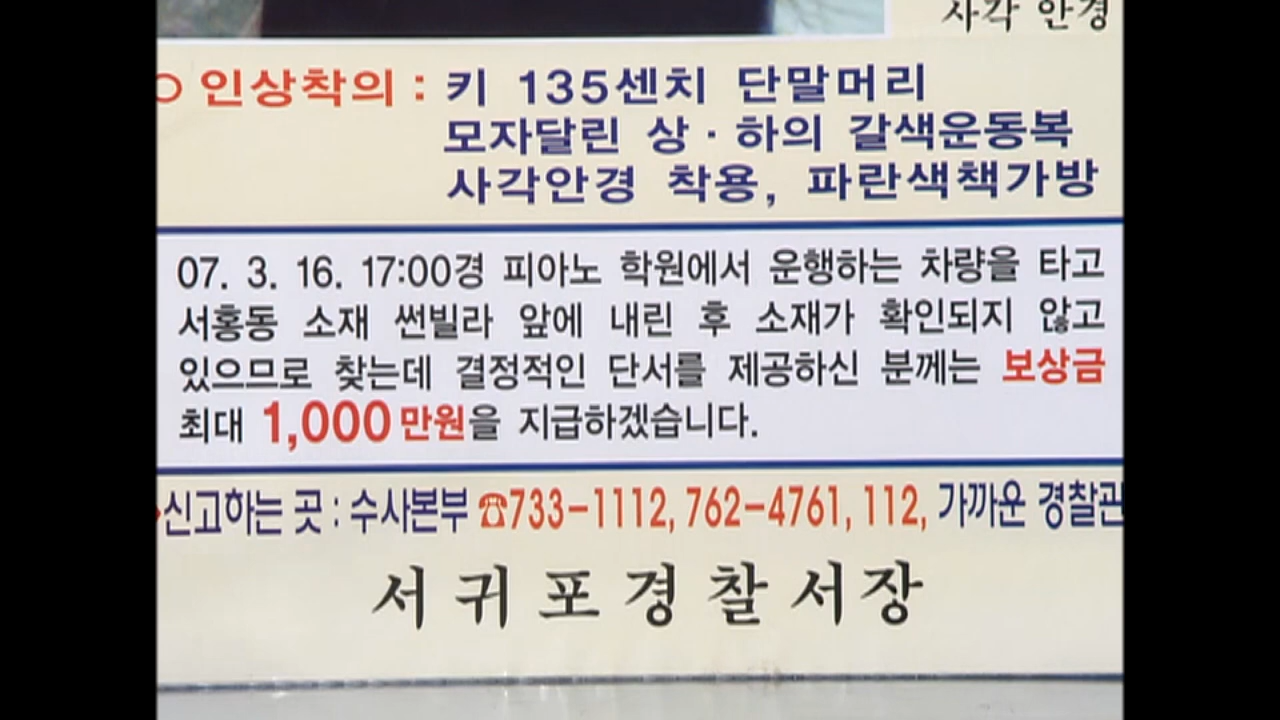 사각 안경
○ 인상착의 : 키 135센치 단말머리
모자달린 상·하의 갈색운동복
사각안경 착용, 파란색책가방
07. 3. 16. 17:00경 피아노 학원에서 운행하는 차량을 타고
서홍동 소재 썬빌라 앞에 내린 후 소재가 확인되지 않고
있으므로 찾는데 결정적인 단서를 제공하신 분께는 보상금
최대 1,000만원을 지급하겠습니다.
신고하는 곳 : 수사본부 ☎733-1112, 762-4761, 112, 가까운 경찰관
서귀포경찰서장